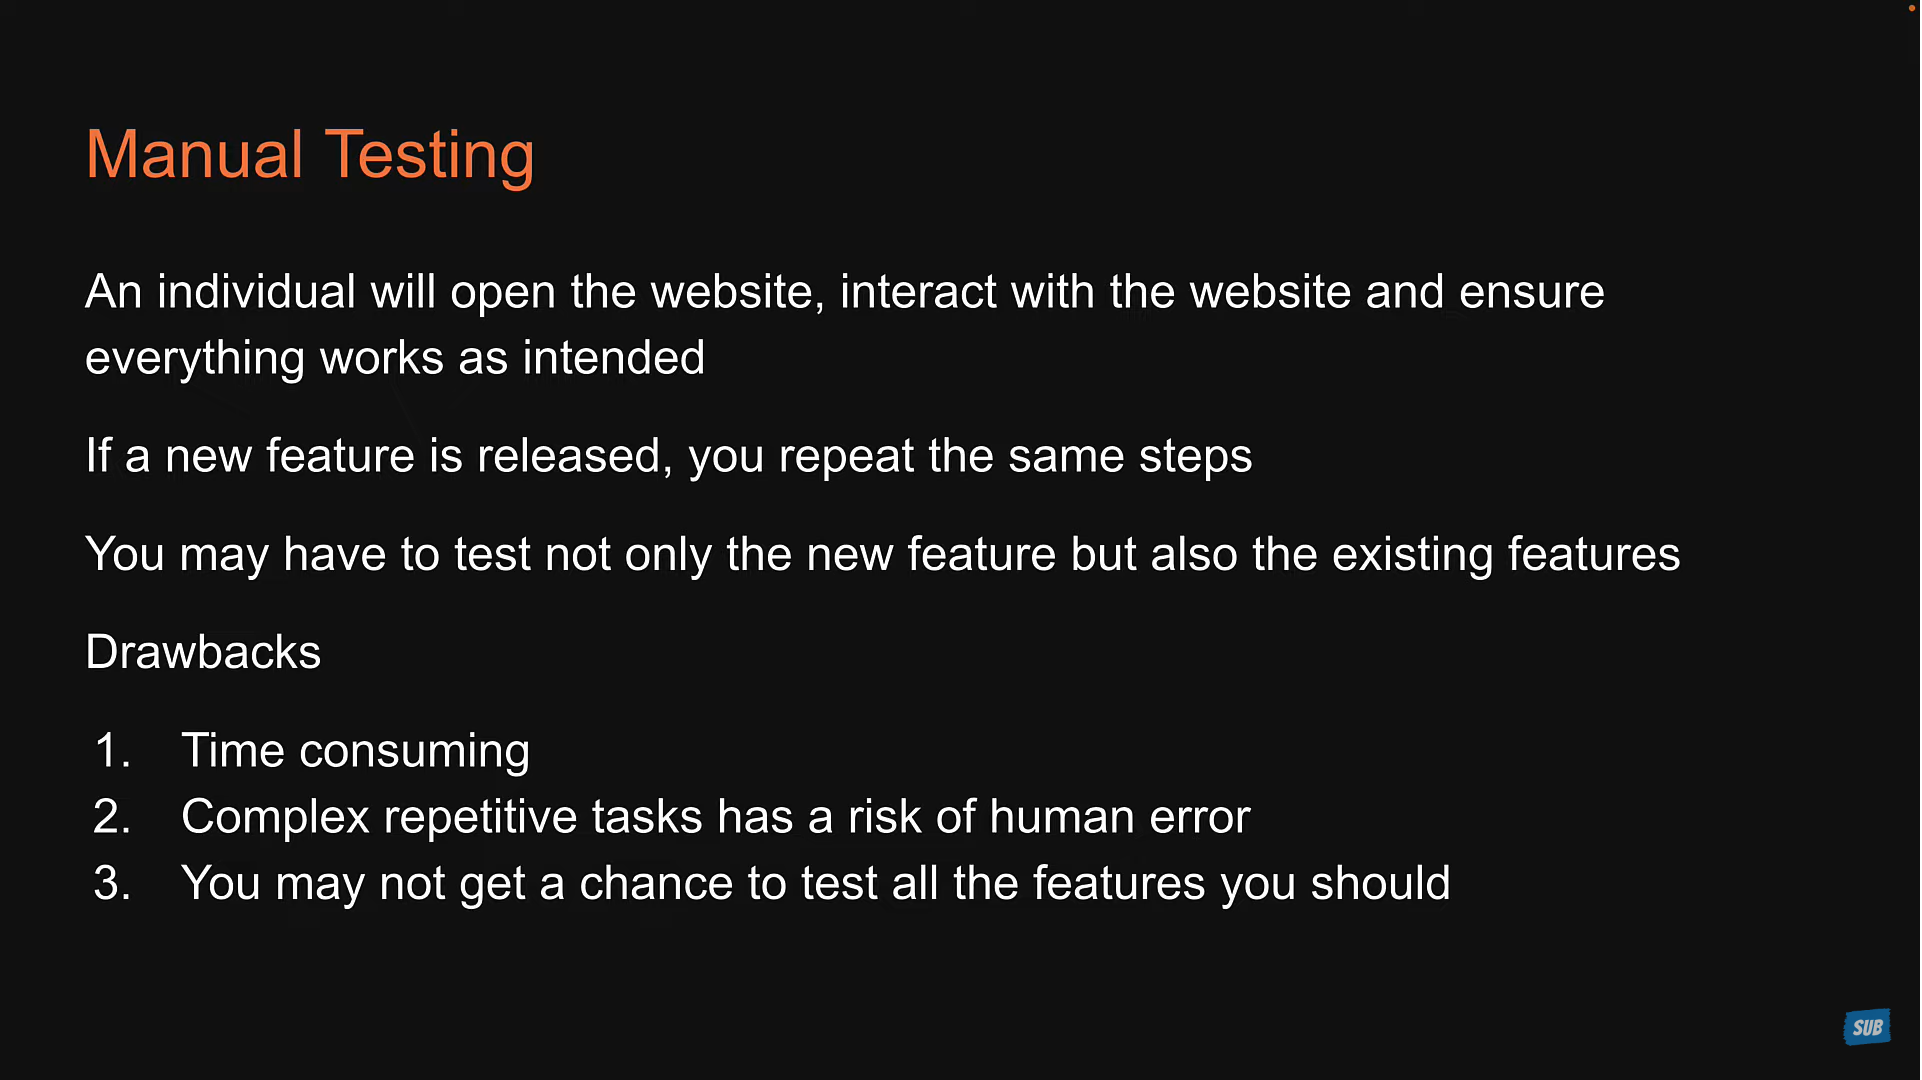 Manual Testing
An individual will open the website, interact with the website and ensure
everything works as intended
If a new feature is released, you repeat the same steps
You may have to test not only the new feature but also the existing features
Drawbacks
1. Time consuming
2. Complex repetitive tasks has a risk of human error
3. You may not get a chance to test all the features you should
SUB